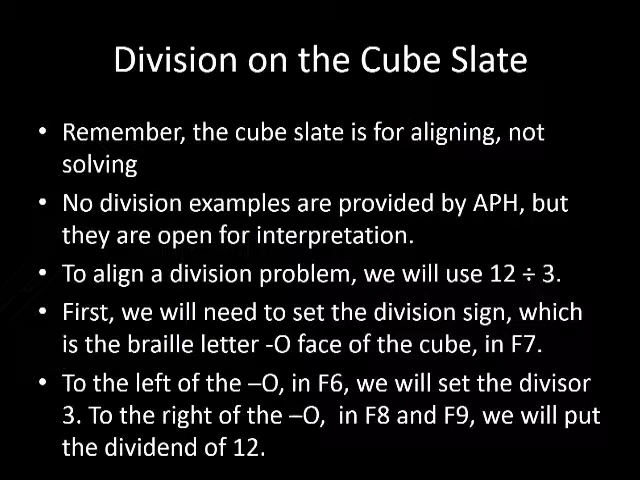 Division on the Cube Slate
• Remember, the cube slate is for aligning, not
solving
• No division examples are provided by APH, but
they are open for interpretation.
• To align a division problem, we will use 12 ÷ 3.
• First, we will need to set the division sign, which
is the braille letter -O face of the cube, in F7.
• To the left of the –O, in F6, we will set the divisor
3. To the right of the –O,  in F8 and F9, we will put
the dividend of 12.